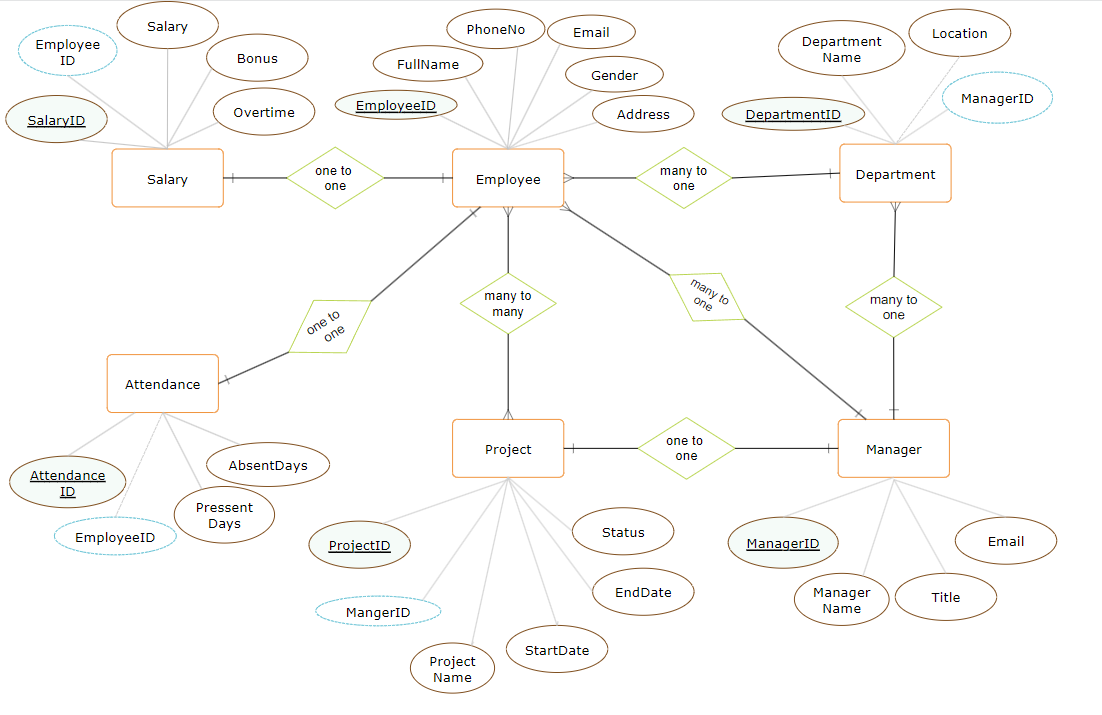 Employee
ID
Salary
Bonus
Overtime
SalaryID
Salary
one to
one
PhoneNo
Email
FullName
Gender
EmployeeID
Address
Employee
many to
one
Department
Name
Location
ManagerID
DepartmentID
Department
one to
one
many to
many
many to
one
many to
one
Attendance
Attendance
ID
AbsentDays
Pressent
Days
EmployeeID
Project
one to
one
Manager
ProjectID
Status
EndDate
MangerID
StartDate
Project
Name
ManagerID
Email
Manager
Name
Title